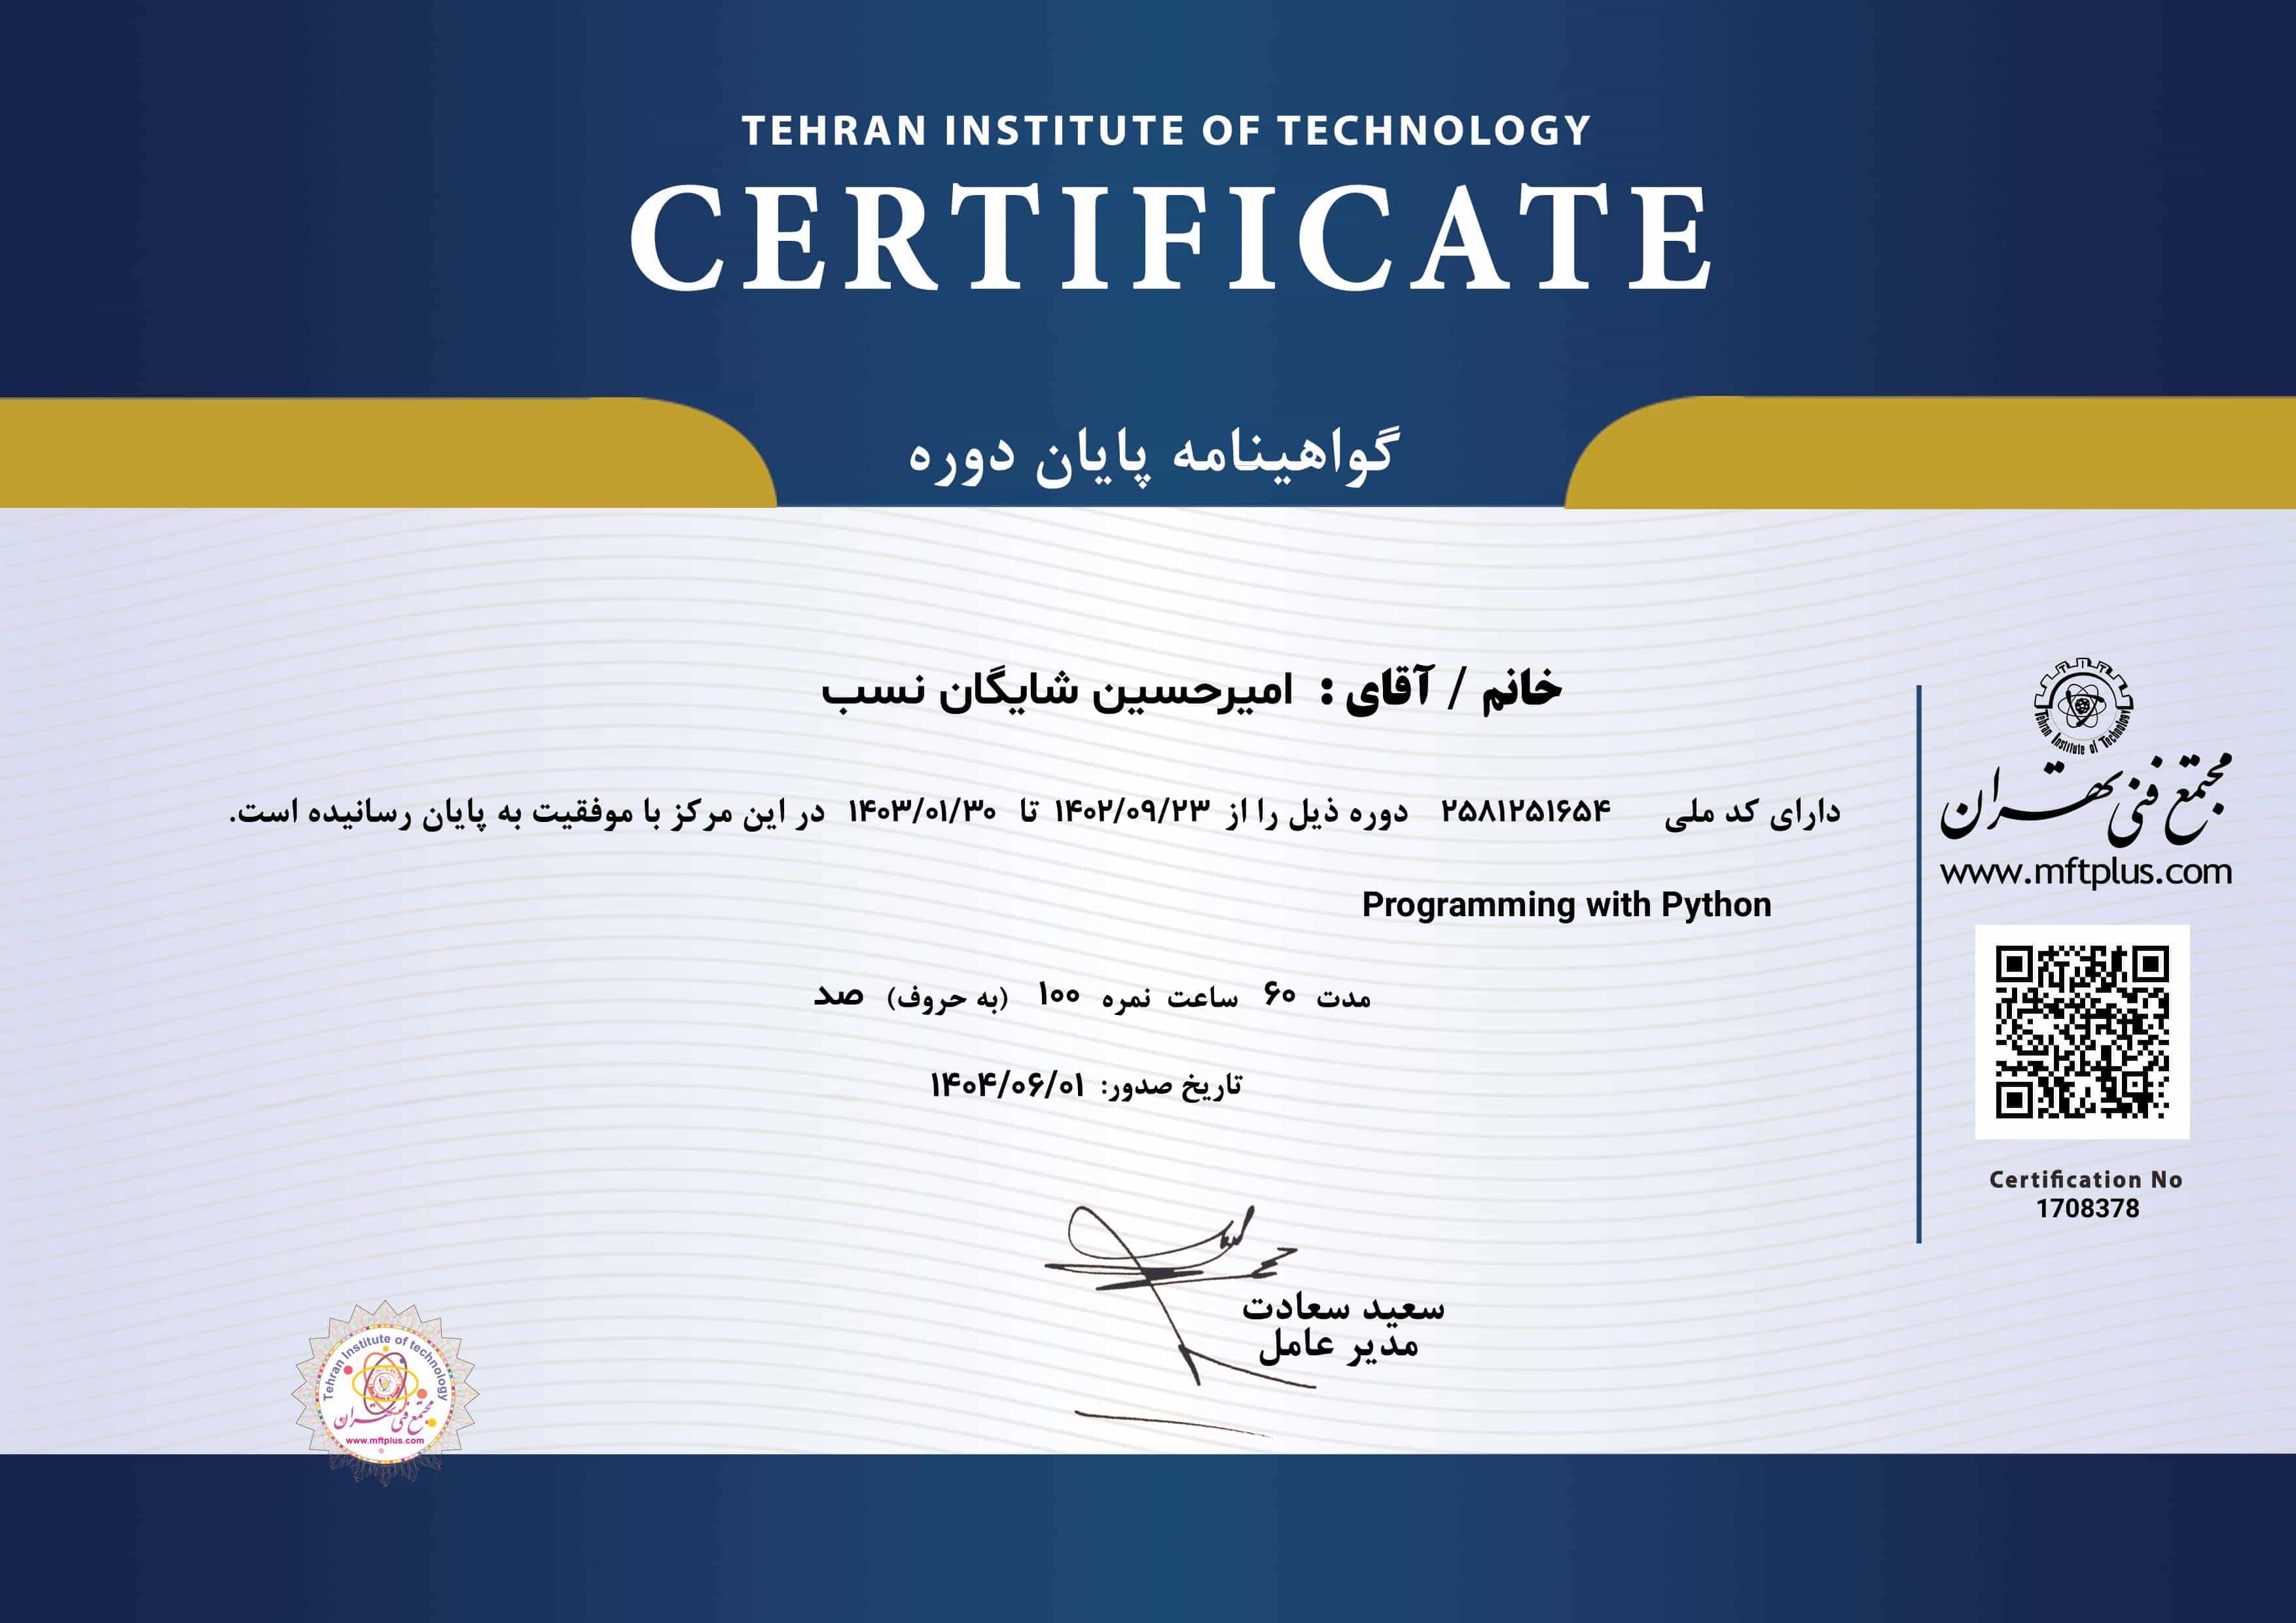 TEHRAN INSTITUTE OF TECHNOLOGY
CERTIFICATE
گواهینامه پایان دوره
خانم / آقای : امیرحسین شایگان نسب
دارای کد ملی ۲۵۸۱۲۵۱۶۵۴ دوره ذیل را از ۱۴۰۲/۰۹/۲۳ تا ۱۴۰۳/۰۱/۳۰ در این مرکز با موفقیت به پایان رسانیده است.
Programming with Python
مدت ۶۰ ساعت نمره ۱۰۰ (به حروف) صد
تاریخ صدور: ۱۴۰۴/۰۶/۰۱
سعید سعادت
مدیر عامل
Tehran Institute of Technology
مجتمع فنی تهران
www.mftplus.com
Certification No
1708378
Tehran Institute of technology
مجتمع فنی تهران
www.mftplus.com